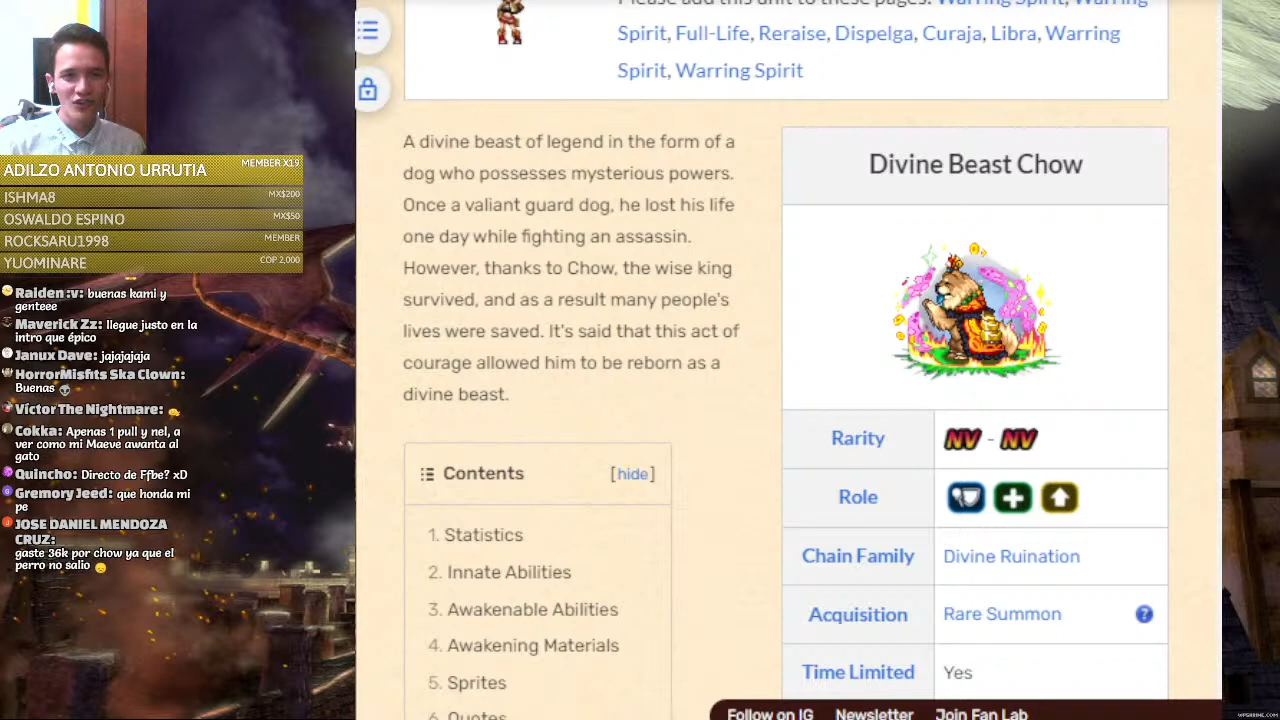 Please add this unit to these pages: Warring Spirit, Warring
Spirit, Full-Life, Reraise, Dispelga, Curaja, Libra, Warring
Spirit, Warring Spirit
A divine beast of legend in the form of a
dog who possesses mysterious powers.
Once a valiant guard dog, he lost his life
one day while fighting an assassin.
However, thanks to Chow, the wise king
survived, and as a result many people's
lives were saved. It's said that this act of
courage allowed him to be reborn as a
divine beast.
Contents
[hide]
1. Statistics
2. Innate Abilities
3. Awakenable Abilities
4. Awakening Materials
5. Sprites
6. Quotes
Divine Beast Chow
Rarity
NV - NV
Role
Chain Family
Divine Ruination
Acquisition
Rare Summon
?
Time Limited
Yes
Follow on IG
Newsletter
Join Fan Lab
ADILZO ANTONIO URRUTIA
MEMBER X19
ISHMA8
MX$200
OSWALDO ESPINO
MX$50
ROCKSARU1998
MEMBER
YUOMINARE
COP 2,000
Raiden :v: buenas kami y
genteee
Maverick Zz: llegue justo en la
intro que épico
Janux Dave: jajajajaja
HorrorMisfits Ska Clown:
Buenas
Víctor The Nightmare:
Cokka: Apenas 1 pull y nel, a
ver como mi Maeve awanta al
gato
Quincho: Directo de Ffbe? xD
Gremory Jeed: que honda mi
pe
JOSE DANIEL MENDOZA
CRUZ:
gaste 36k por chow ya que el
perro no salio
WPSHRINE.COM